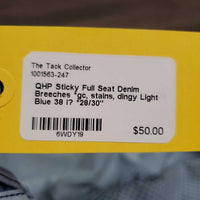 The Tack Collector
1001563-247
QHP Sticky Full Seat Denim
Breeches *gc, stains, dingy Light
Blue 38 I? "28/30"
$50.00
6WDY19